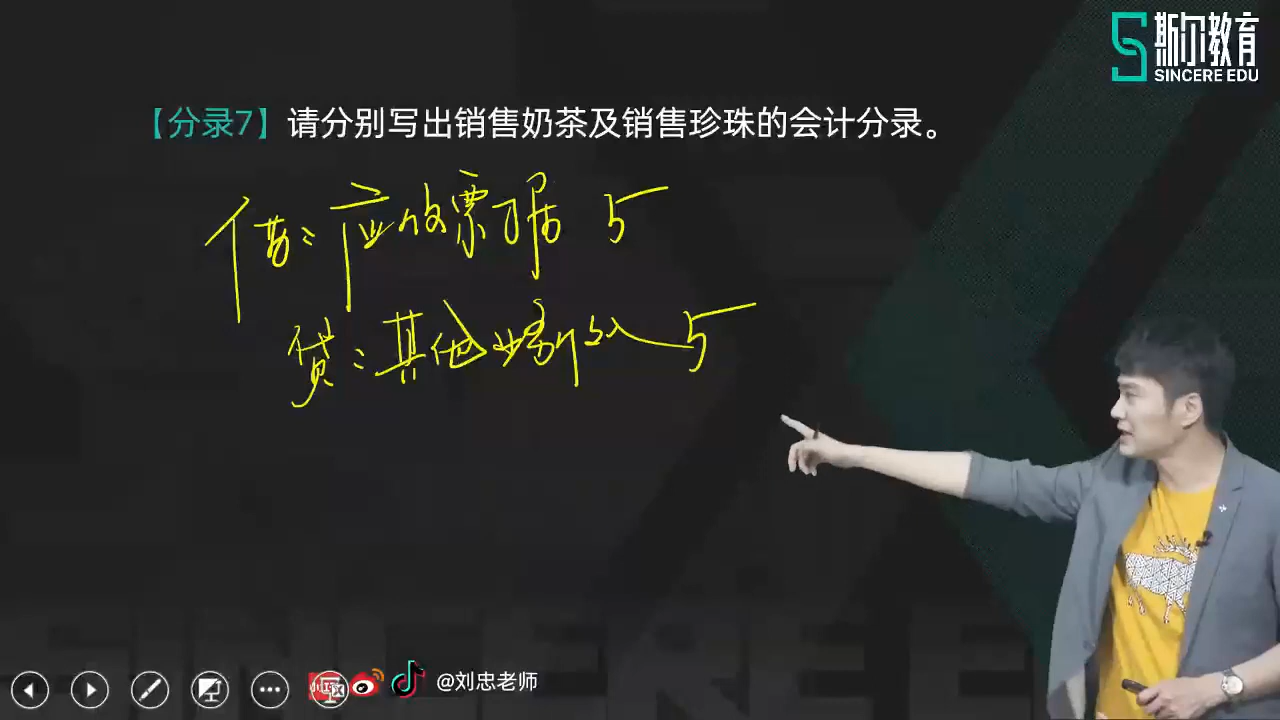 斯尔教育
SINCERE EDU
【分录7】请分别写出销售奶茶及销售珍珠的会计分录。
借：应收票据 5
贷：其他业务收入 5
SINCERE E
@刘忠老师